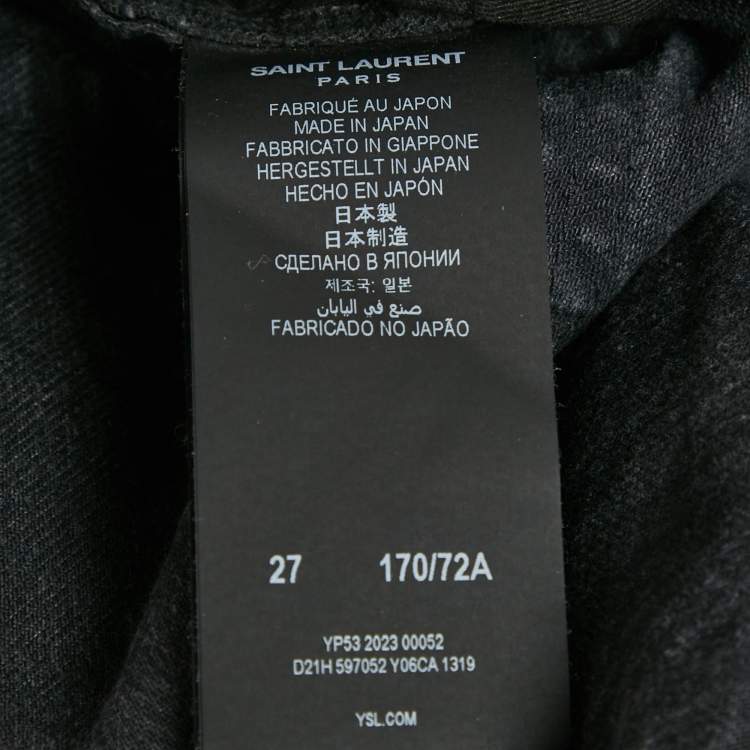 SAINT LAURENT
PARIS
FABRIQUÉ AU JAPON
MADE IN JAPAN
FABBRICATO IN GIAPPONE
HERGESTELLT IN JAPAN
HECHO EN JAPÓN
日本製
日本制造
СДЕЛАНО В ЯПОНИИ
제조국: 일본
صنع في اليابان
FABRICADO NO JAPÃO
27 170/72A
YP53 2023 00052
D21H 597052 Y06CA 1319
YSL.COM